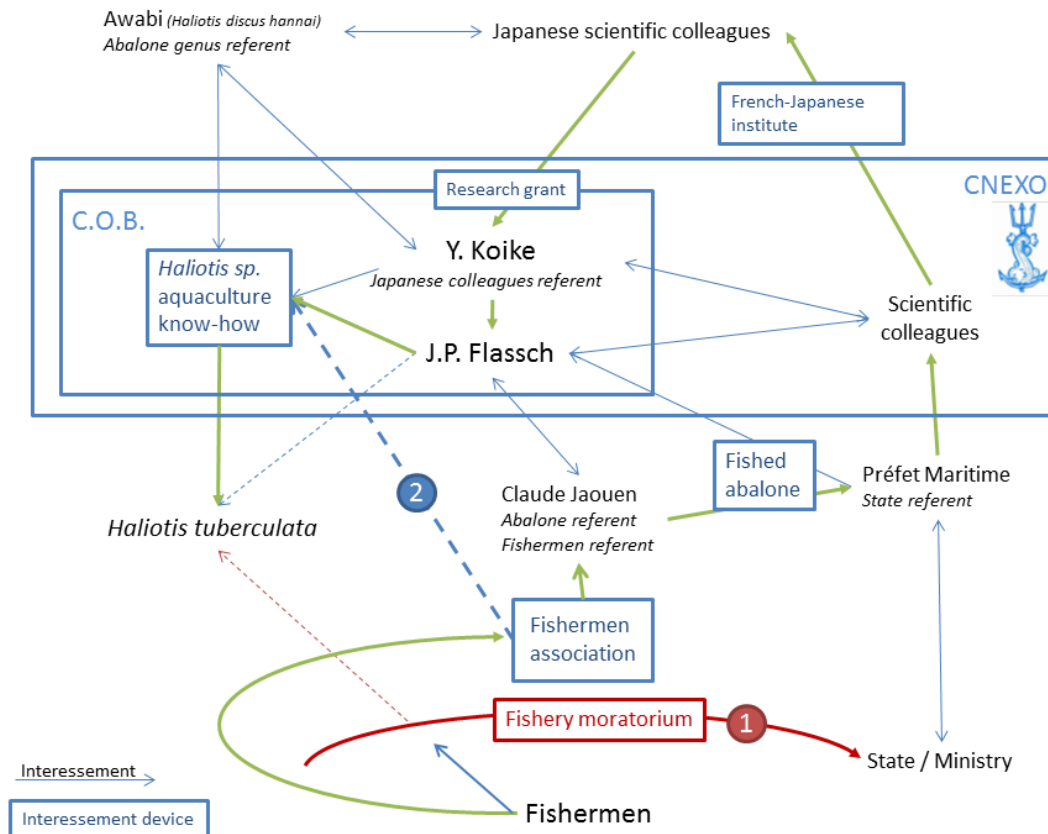 Awabi (Haliotis discus hannai)
Abalone genus referent
Japanese scientific colleagues
French-Japanese
institute
Research grant
CNEXO
C.O.B.
Y. Koike
Japanese colleagues referent
Haliotis sp.
aquaculture
know-how
Scientific
colleagues
J.P. Flassch
Fished
abalone
Préfet Maritime
State referent
2
Claude Jaouen
Abalone referent
Fishermen referent
Haliotis tuberculata
Fishermen
association
Fishery moratorium
1
State / Ministry
Interessement
Interessement device
Fishermen